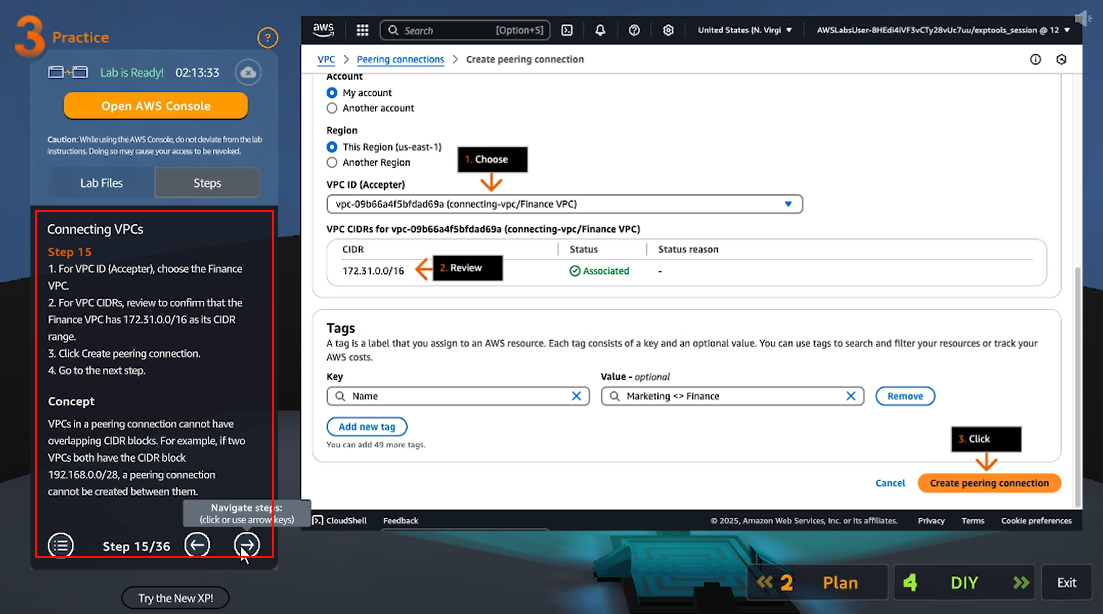 3 Practice
?
Lab is Ready! 02:13:33
Open AWS Console
Caution: While using the AWS Console, do not deviate from the lab
instructions. Doing so may cause your access to be revoked.
Lab Files
Steps
Connecting VPCs
Step 15
1. For VPC ID (Accepter), choose the Finance
VPC.
2. For VPC CIDRs, review to confirm that the
Finance VPC has 172.31.0.0/16 as its CIDR
range.
3. Click Create peering connection.
4. Go to the next step.
Concept
VPCs in a peering connection cannot have
overlapping CIDR blocks. For example, if two
VPCs both have the CIDR block
192.168.0.0/28, a peering connection
cannot be created between them.
Navigate steps:
(click or use arrow keys)
Step 15/36
Try the New XP!
aws
Search [Option+S]
United States (N. Virgi
AWSLabsUser-8HEdi4iVF3vCTy28vUc7uu/exptools_session @ 12
VPC > Peering connections > Create peering connection
Account
My account
Another account
Region
This Region (us-east-1)
Another Region
1. Choose
VPC ID (Accepter)
vpc-09b66a4f5bfdad69a (connecting-vpc/Finance VPC)
VPC CIDRs for vpc-09b66a4f5bfdad69a (connecting-vpc/Finance VPC)
CIDR Status Status reason
172.31.0.0/16 2. Review Associated -
Tags
A tag is a label that you assign to an AWS resource. Each tag consists of a key and an optional value. You can use tags to search and filter your resources or track your
AWS costs.
Key Value - optional
Name Marketing <> Finance Remove
Add new tag
You can add 49 more tags.
3. Click
Cancel Create peering connection
CloudShell Feedback © 2025, Amazon Web Services, Inc. or its affiliates. Privacy Terms Cookie preferences
2 Plan
4 DIY
Exit